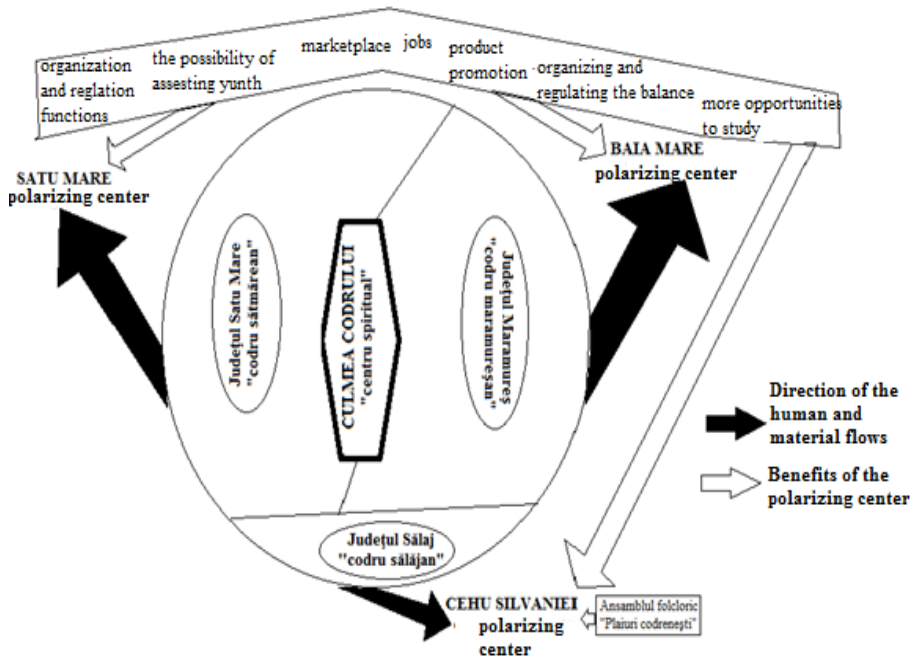 organization
and reglation
functions
the possibility of
assesting yunth
marketplace
jobs
product
promotion
organizing and
regulating the balance
more opportunities
to study
SATU MARE
polarizing center
BAIA MARE
polarizing center
Județul Satu Mare
"codru sătmărean"
CULMEA CODRULUI
"centru spiritual"
Județul Maramureș
"codru maramureșan"
Direction of the
human and
material flows
Benefits of the
polarizing center
Județul Sălaj
"codru sălăjan"
CEHU SILVANIEI
polarizing
center
Ansamblul folcloric
"Plaiuri codrenești"